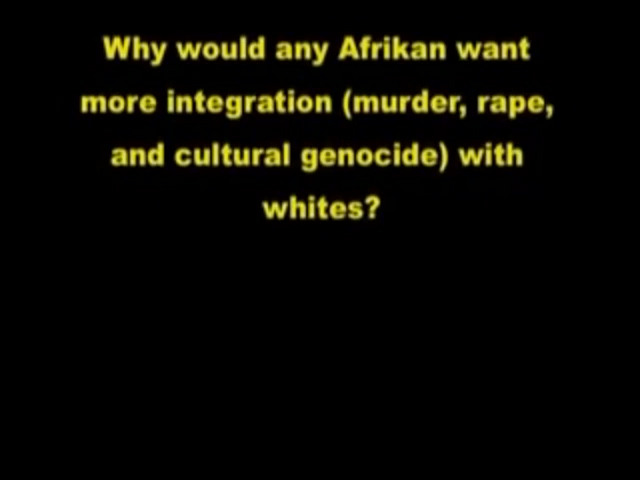 Why would any Afrikan want
more integration (murder, rape,
and cultural genocide) with
whites?